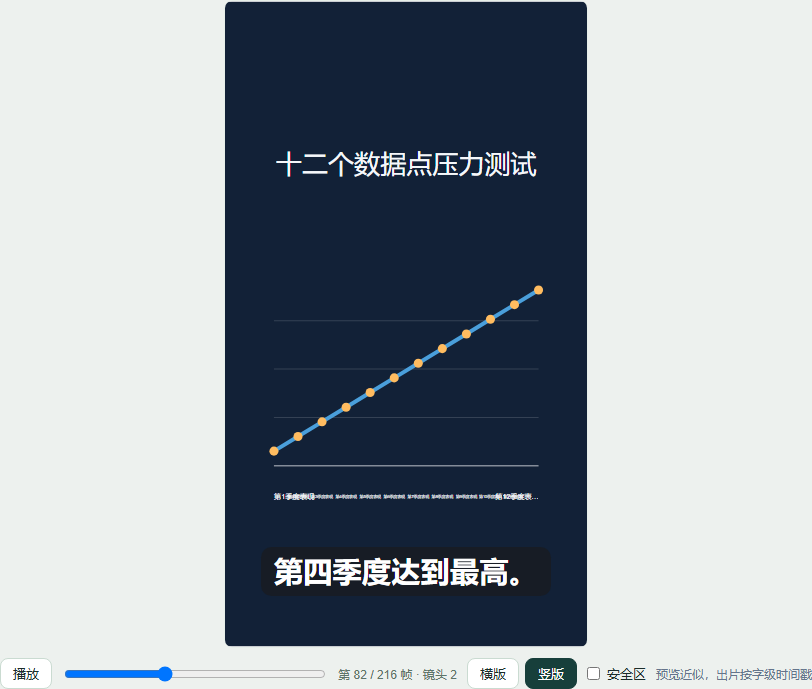 十二个数据点压力测试
第四季度达到最高。
播放
第 82 / 216 帧 · 镜头 2
横版
竖版
安全区
预览近似，出片按字级时间戳